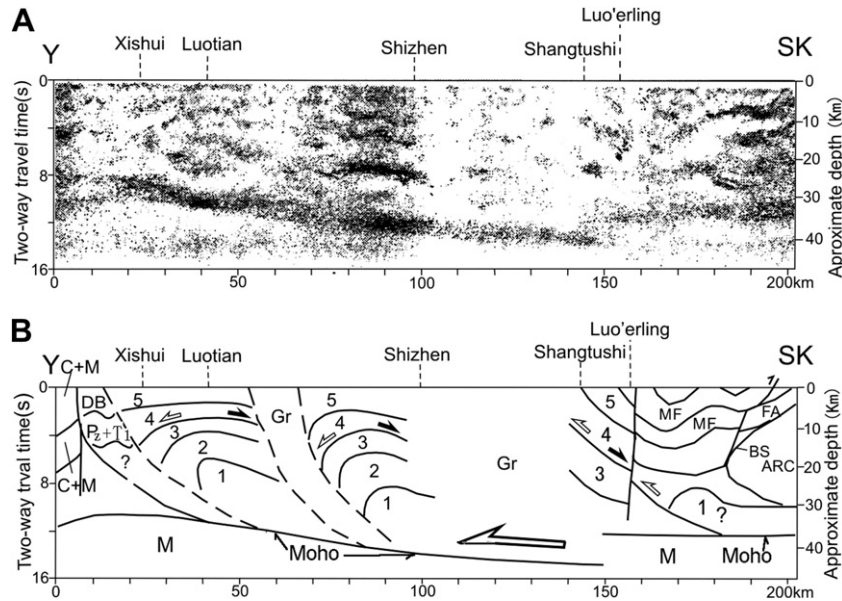 A
Luo'erling
Y
Xishui
Luotian
Shizhen
Shangtushi
SK
Two-way travel time(s)
0
8
16
0
10
20
30
40
Approximate depth (Km)
0
50
100
150
200km
B
Luo'erling
Y
Xishui
Luotian
Shizhen
Shangtushi
SK
C+M
Two-way trval time(s)
0
8
16
DB
5
4
3
2
1
Pz+T1
?
C+M
Gr
5
4
3
2
1
Gr
5
4
3
MF
MF
FA
BS
ARC
1 ?
M
Moho
M
Moho
0
10
20
30
40
Approximate depth (Km)
0
50
100
150
200km